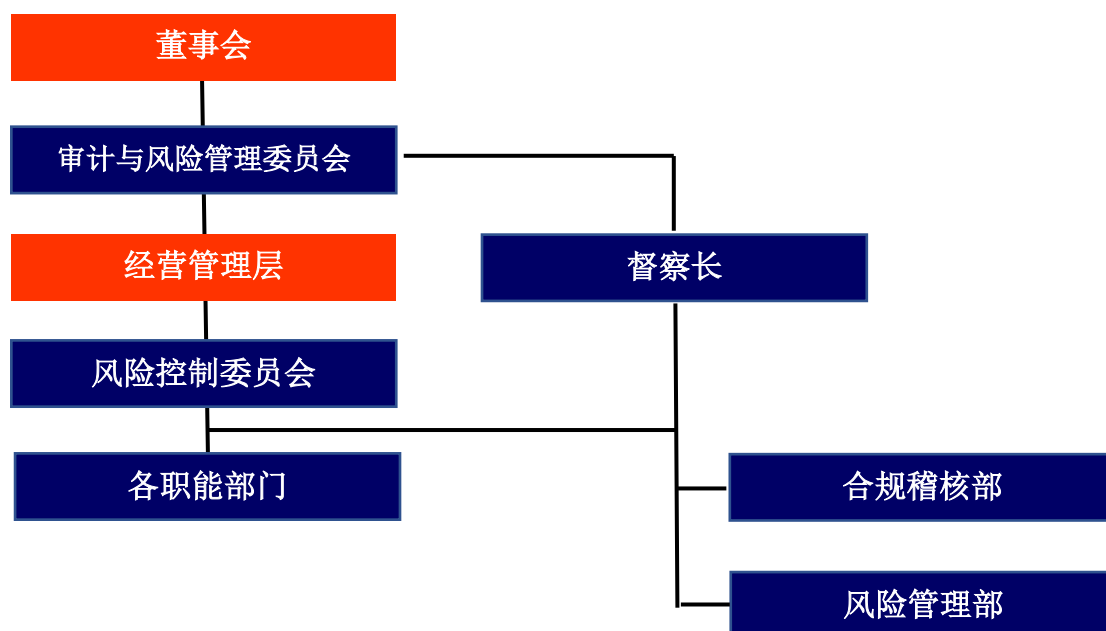 董事会
审计与风险管理委员会
经营管理层
督察长
风险控制委员会
各职能部门
合规稽核部
风险管理部